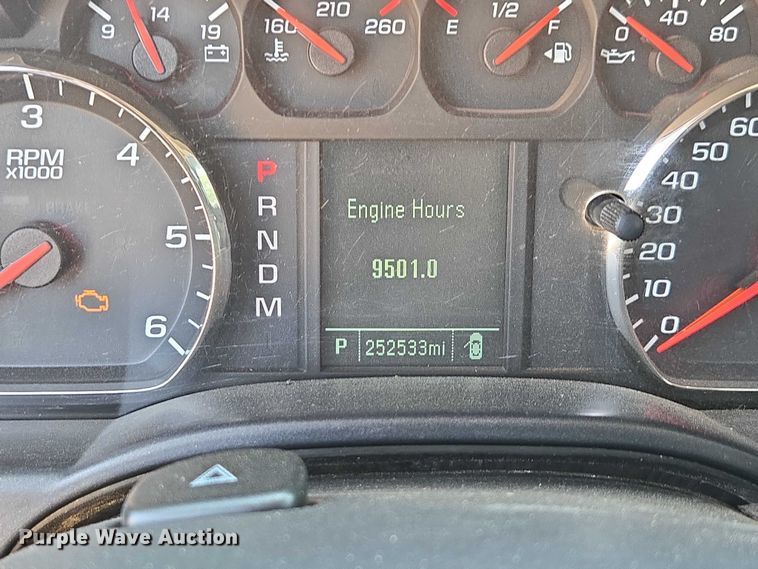 9 14 19
160 210 260
E 1/2 F
0 40 80
3
4
5
6
RPM
x1000
P
R
N
D
M
Engine Hours
9501.0
P 252533mi
60
50
40
30
20
10
0
Purple Wave Auction